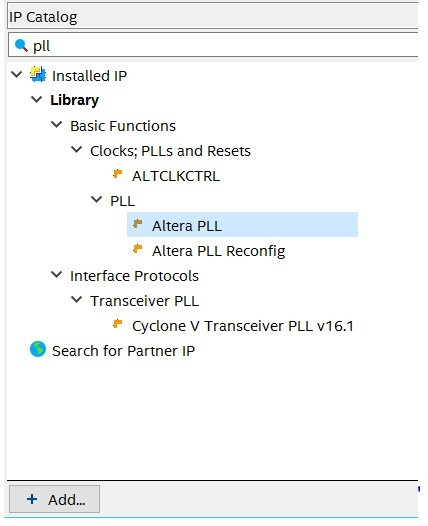 IP Catalog
pll
Installed IP
Library
Basic Functions
Clocks; PLLs and Resets
ALTCLKCTRL
PLL
Altera PLL
Altera PLL Reconfig
Interface Protocols
Transceiver PLL
Cyclone V Transceiver PLL v16.1
Search for Partner IP
+ Add...